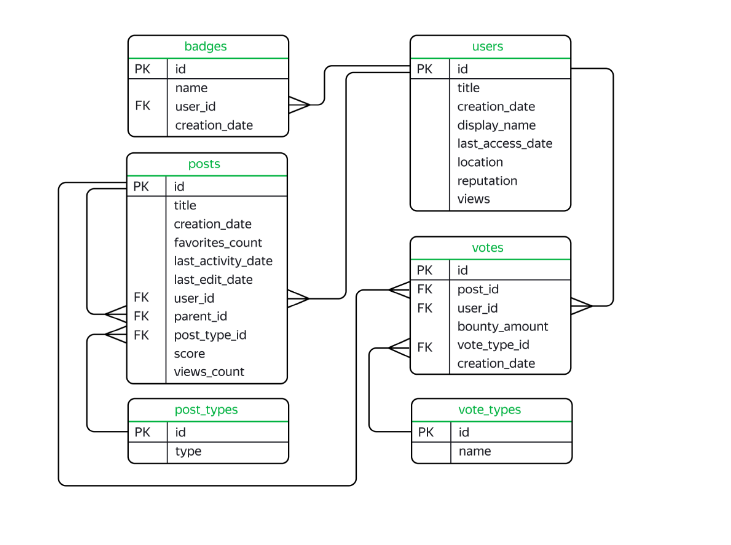 badges
PK id
name
FK user_id
creation_date
users
PK id
title
creation_date
display_name
last_access_date
location
reputation
views
posts
PK id
title
creation_date
favorites_count
last_activity_date
last_edit_date
FK user_id
FK parent_id
FK post_type_id
score
views_count
votes
PK id
FK post_id
FK user_id
bounty_amount
FK vote_type_id
creation_date
post_types
PK id
type
vote_types
PK id
name